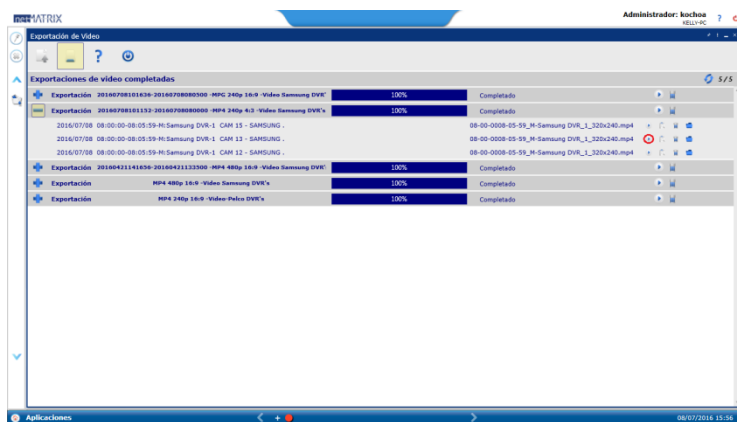 netMATRIX
Administrador: kochoa
KELLY-PC
?
Exportación de Video
?
Exportaciones de video completadas
5/5
Exportación 20160708101636-20160708080500 -MPG 240p 16:9 -Video Samsung DVR'
100%
Completado
Exportación 20160708101152-20160708080000 -MP4 240p 4:3 -Video Samsung DVR's
100%
Completado
2016/07/08 08:00:00-08:05:59-M:Samsung DVR-1 CAM 15 - SAMSUNG .
08-00-0008-05-59_M-Samsung DVR_1_320x240.mp4
2016/07/08 08:00:00-08:05:59-M:Samsung DVR-1 CAM 13 - SAMSUNG .
08-00-0008-05-59_M-Samsung DVR_1_320x240.mp4
2016/07/08 08:00:00-08:05:59-M:Samsung DVR-1 CAM 12 - SAMSUNG .
08-00-0008-05-59_M-Samsung DVR_1_320x240.mp4
Exportación 20160421141656-20160421133500 -MP4 480p 16:9 -Video Samsung DVR'
100%
Completado
Exportación MP4 480p 16:9 -Video Samsung DVR's
100%
Completado
Exportación MP4 240p 16:9 -Video-Pelco DVR's
100%
Completado
Aplicaciones
08/07/2016 15:56